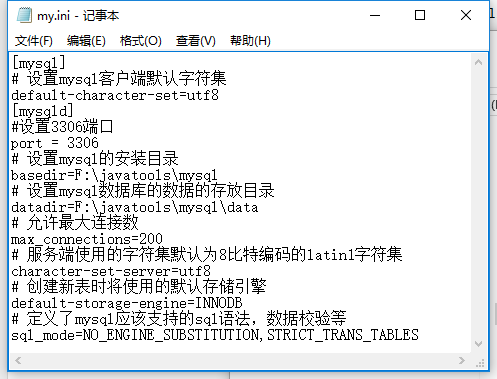 my.ini - 记事本
文件(F) 编辑(E) 格式(O) 查看(V) 帮助(H)
[mysql]
# 设置mysql客户端默认字符集
default-character-set=utf8
[mysqld]
#设置3306端口
port = 3306
# 设置mysql的安装目录
basedir=F:\javatools\mysql
# 设置mysql数据库的数据的存放目录
datadir=F:\javatools\mysql\data
# 允许最大连接数
max_connections=200
# 服务端使用的字符集默认为8比特编码的latin1字符集
character-set-server=utf8
# 创建新表时将使用的默认存储引擎
default-storage-engine=INNODB
# 定义了mysql应该支持的sql语法，数据校验等
sql_mode=NO_ENGINE_SUBSTITUTION,STRICT_TRANS_TABLES